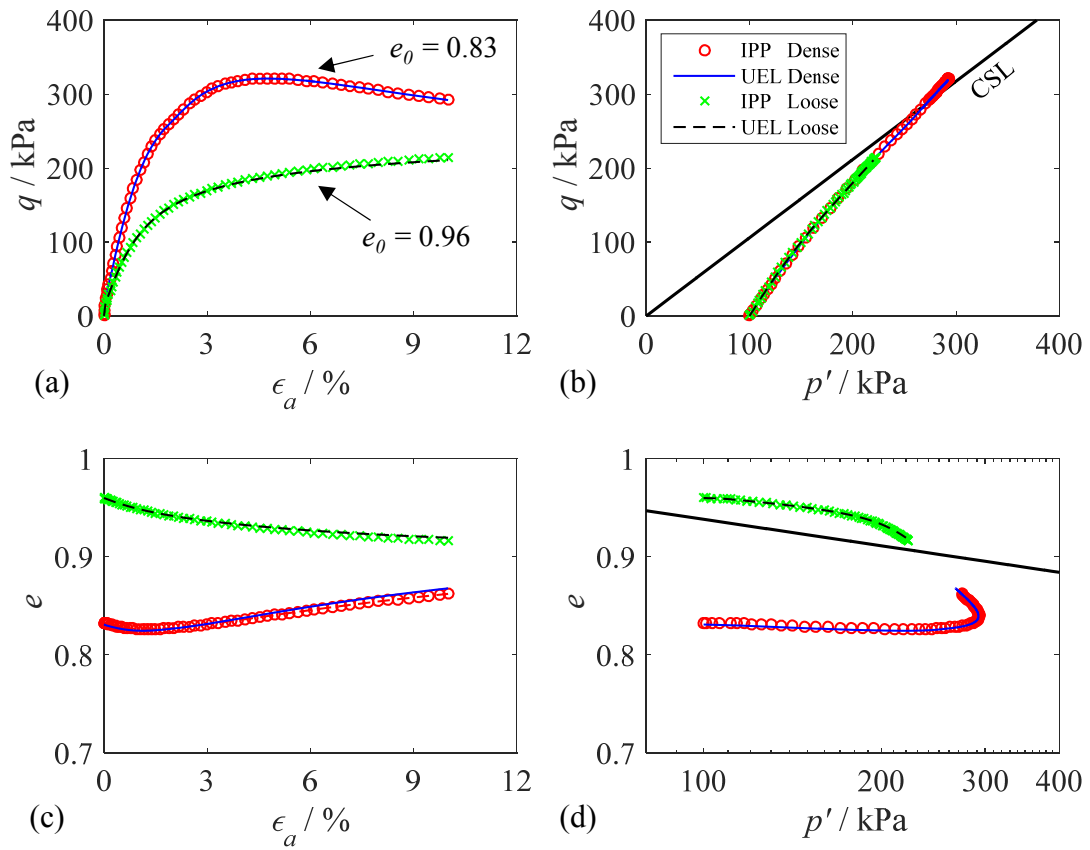 400
300
200
100
0
q / kPa
e₀ = 0.83
e₀ = 0.96
0 3 6 9 12
(a) ϵₐ / %
400
300
200
100
0
q / kPa
IPP Dense
UEL Dense
IPP Loose
UEL Loose
CSL
0 100 200 300 400
(b) p′ / kPa
1
0.9
0.8
0.7
e
0 3 6 9 12
(c) ϵₐ / %
1
0.9
0.8
0.7
e
100 200 300 400
(d) p′ / kPa